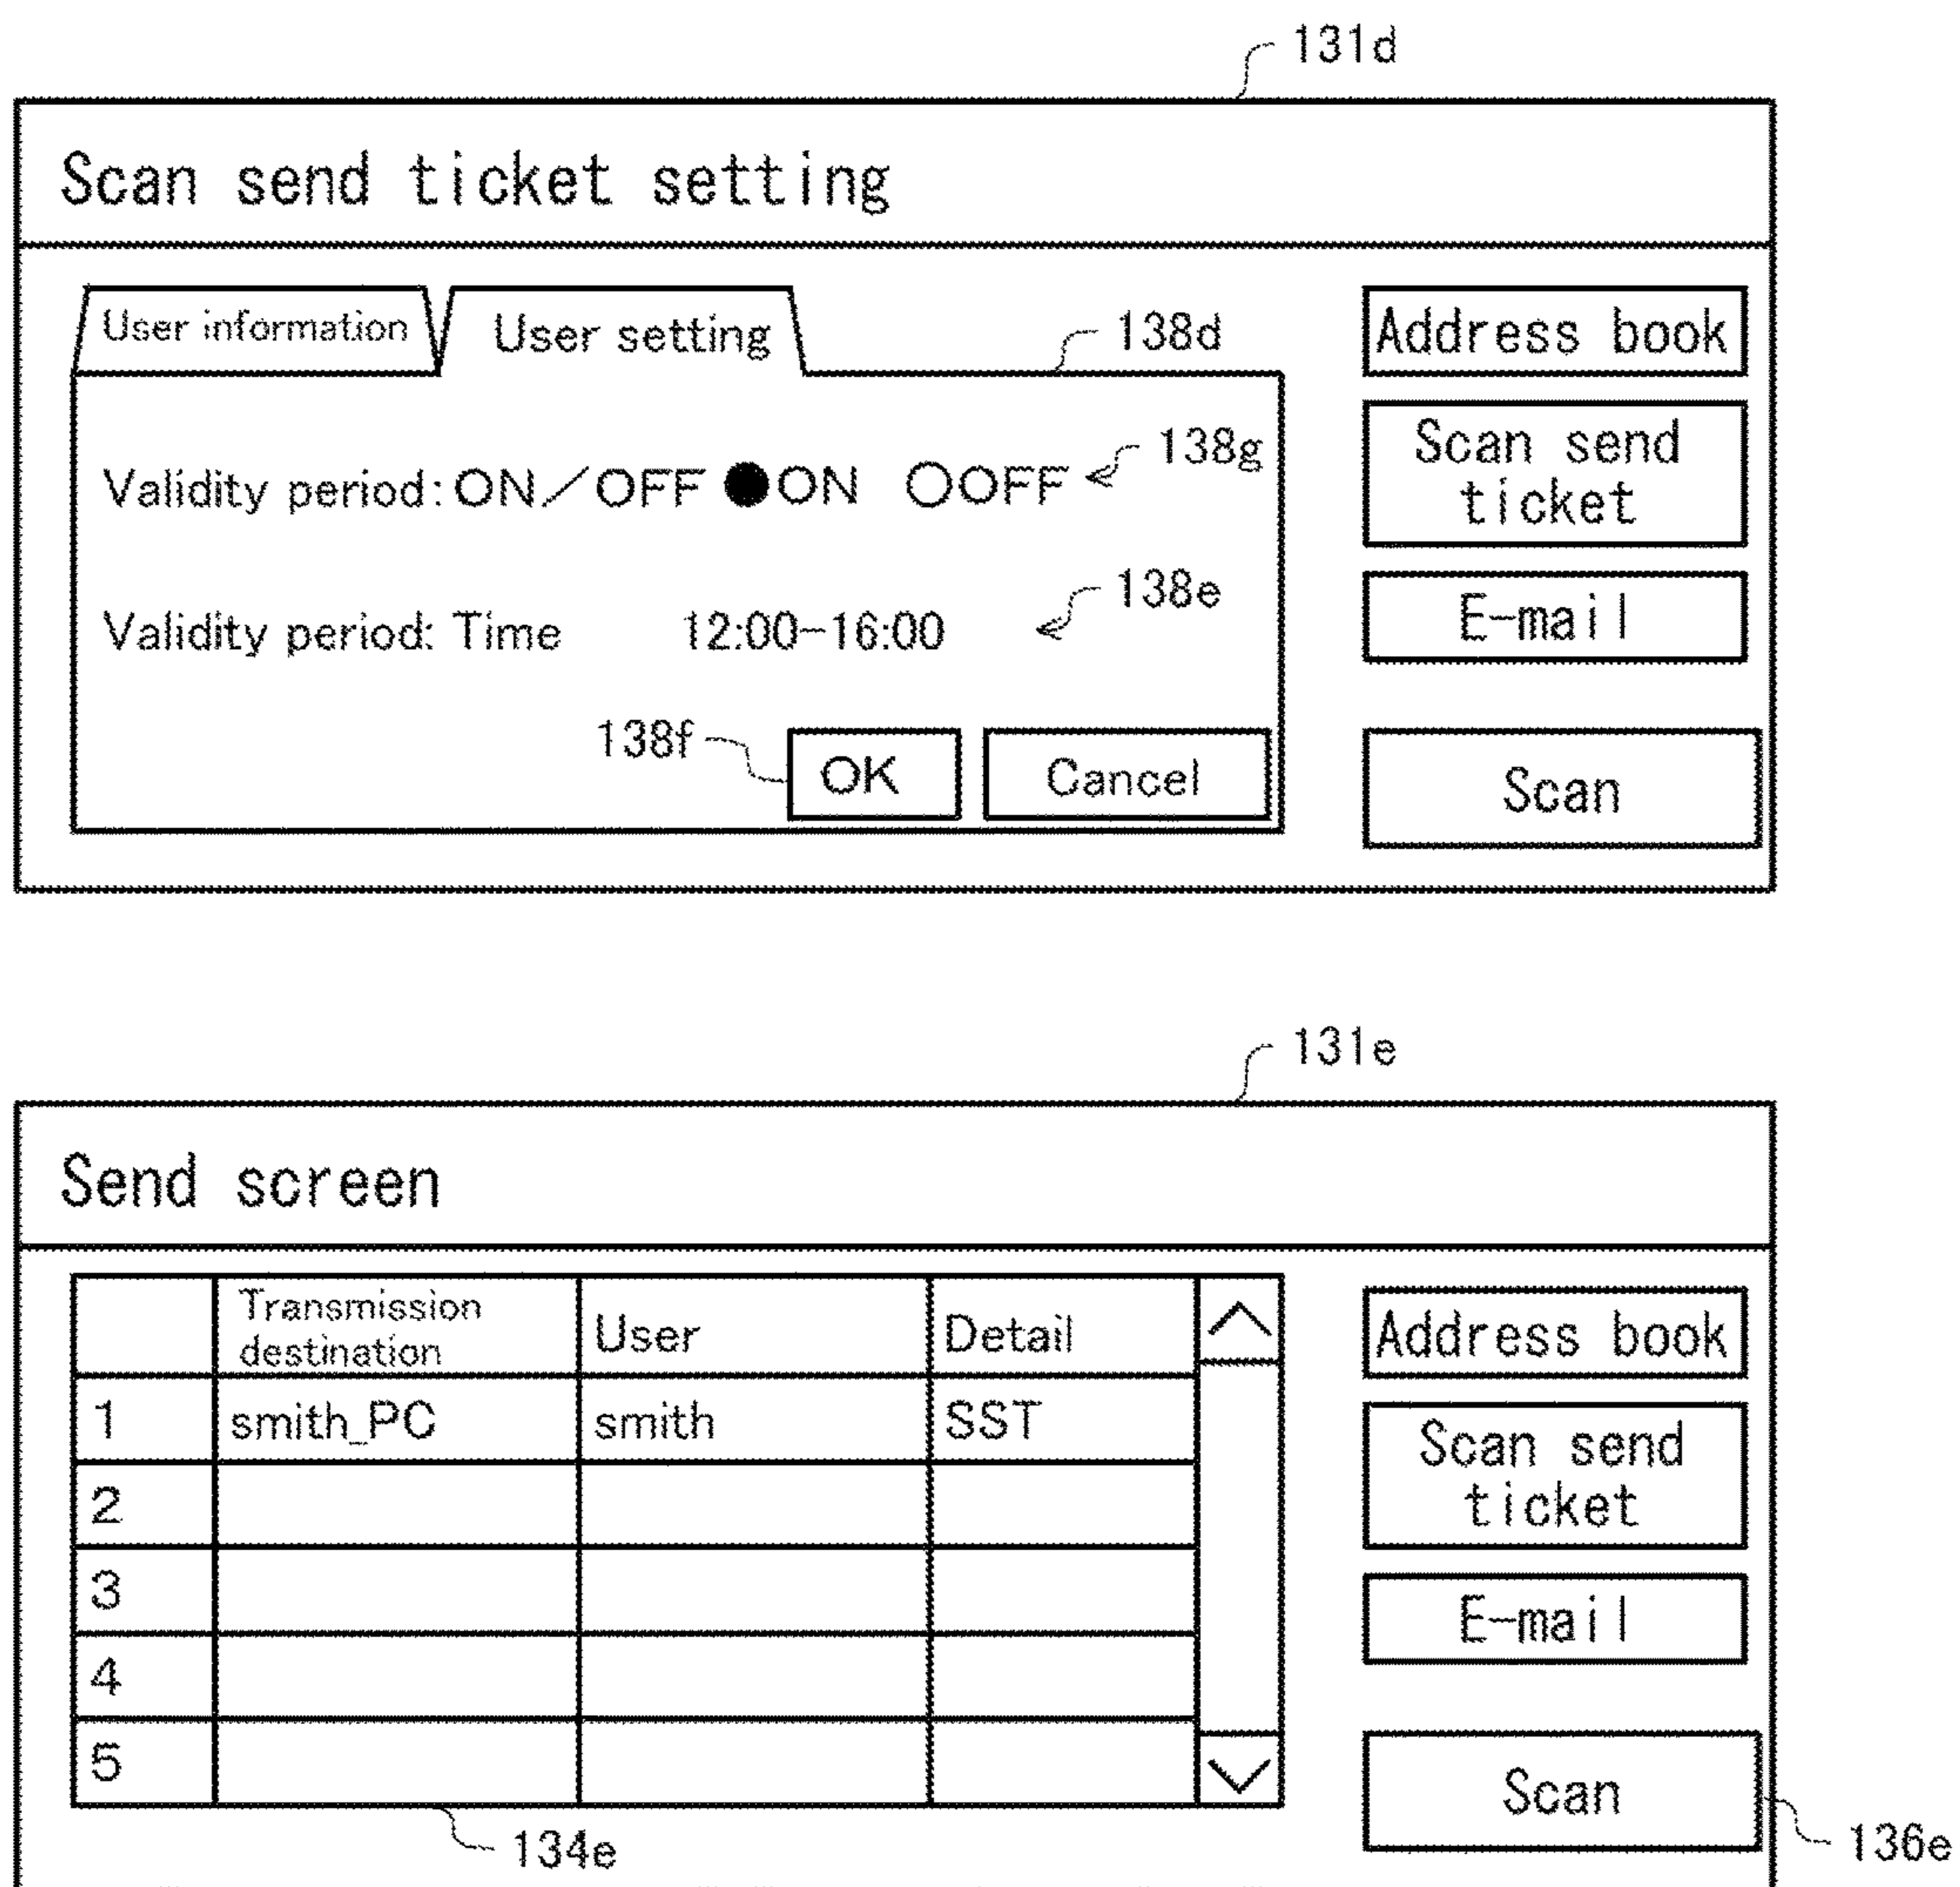 131d
Scan send ticket setting
User information
User setting
138d
Address book
Validity period: ON/OFF ●ON ○OFF
138g
Scan send
ticket
Validity period: Time 12:00-16:00
138e
E-mail
138f
OK
Cancel
Scan
131e
Send screen
Transmission
destination
User
Detail
Address book
1 smith_PC smith SST
Scan send
ticket
2
3
E-mail
4
5
Scan
134e
136e